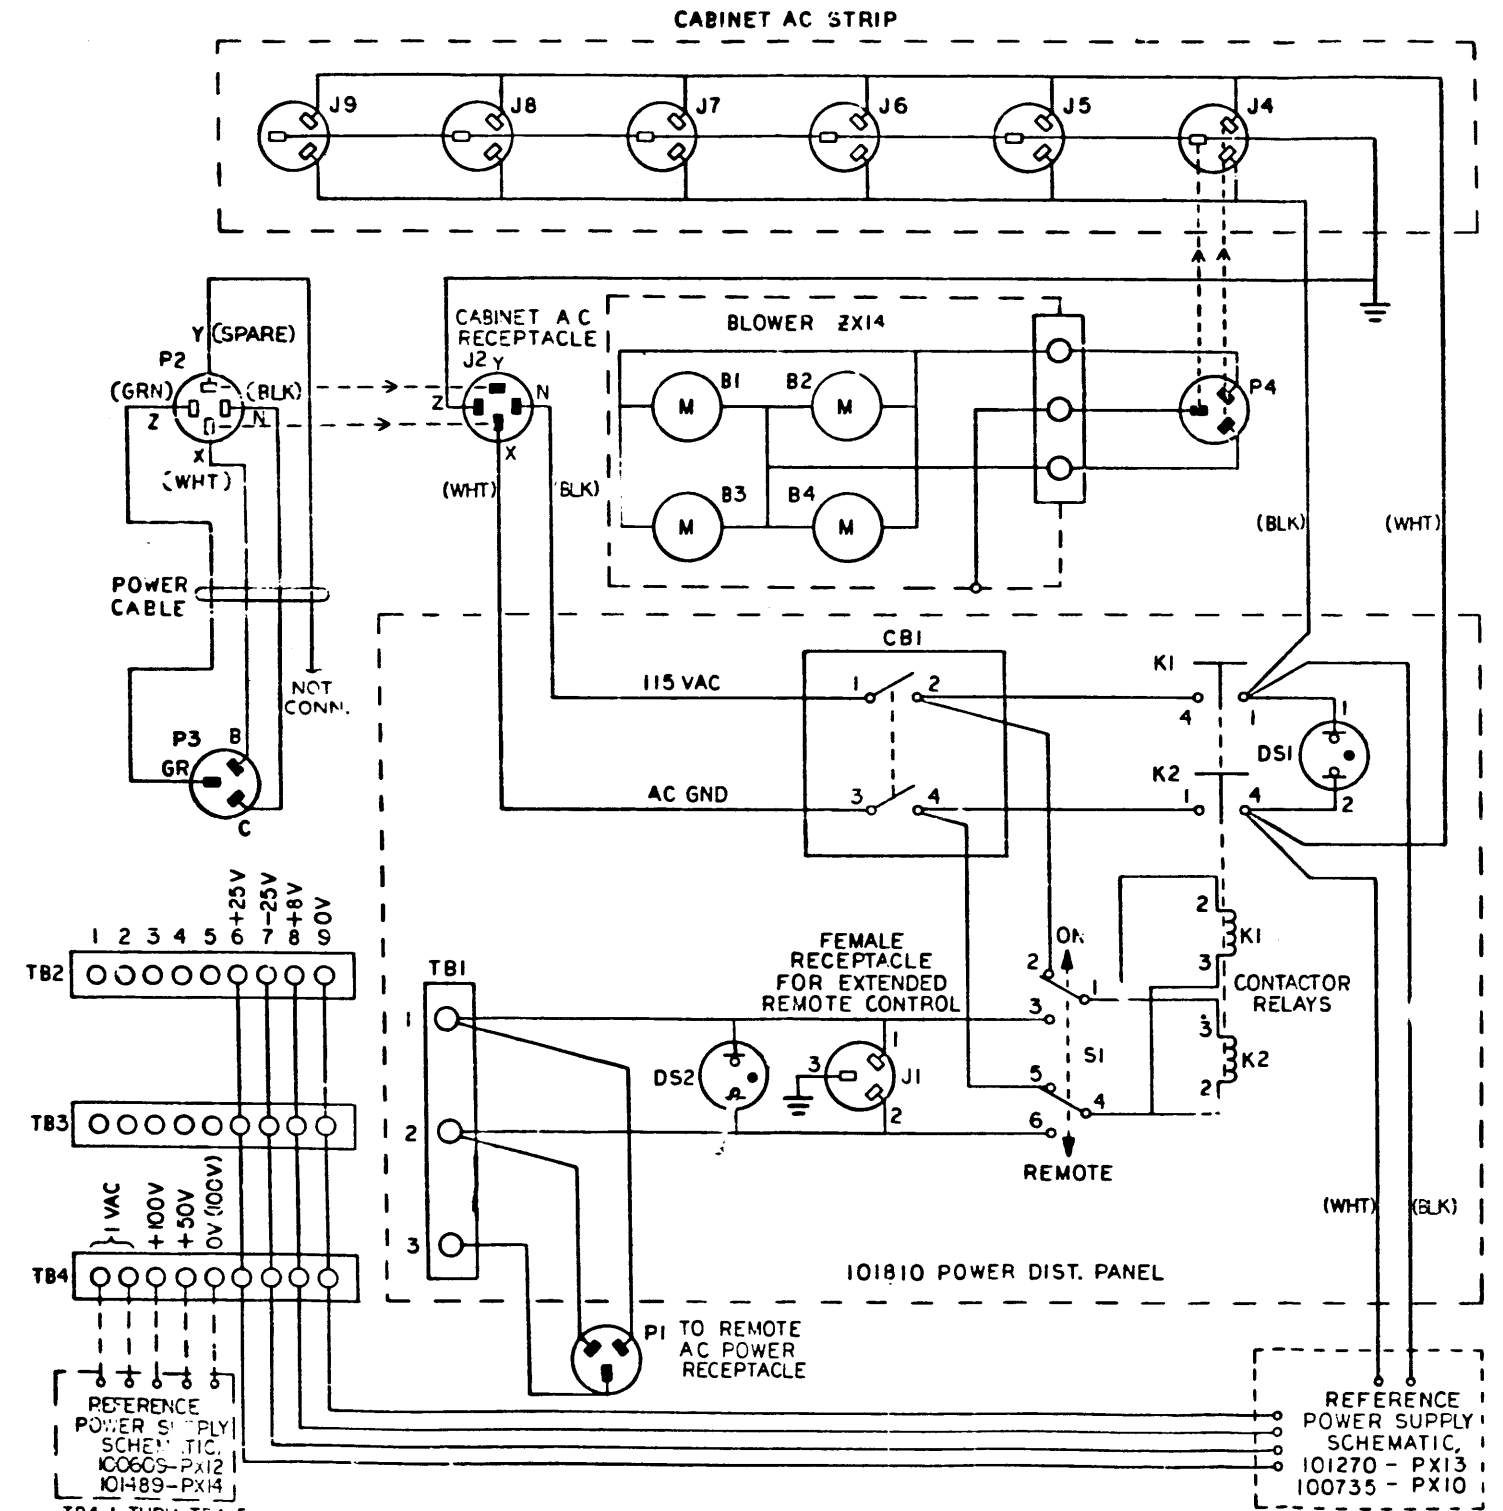 CABINET AC STRIP
J9
J8
J7
J6
J5
J4
Y (SPARE)
P2
(GRN)
(BLK)
Z
N
X
(WHT)
CABINET AC
RECEPTACLE
J2
Y
N
Z
X
(WHT)
(BLK)
BLOWER ZX14
B1
B2
M
M
B3
B4
M
M
P4
(BLK)
(WHT)
POWER
CABLE
NOT
CONN.
P3
B
GR
C
CB1
115 VAC
1
2
K1
4
1
1
DS1
AC GND
3
4
K2
1
4
2
+25V
-25V
+8V
0V
1 2 3 4 5 6 7 8 9
TB2
TB3
1 VAC
+100V
+50V
0V (100V)
TB4
TB1
1
2
3
FEMALE
RECEPTACLE
FOR EXTENDED
REMOTE CONTROL
DS2
3
1
J1
2
ON
2
1
3
S1
5
4
6
REMOTE
2
K1
3
CONTACTOR
RELAYS
3
K2
2
(WHT)
(BLK)
101810 POWER DIST. PANEL
P1 TO REMOTE
AC POWER
RECEPTACLE
REFERENCE
POWER
101489-PX14
REFERENCE
POWER SUPPLY
SCHEMATIC,
101270 - PX13
100735 - PX10